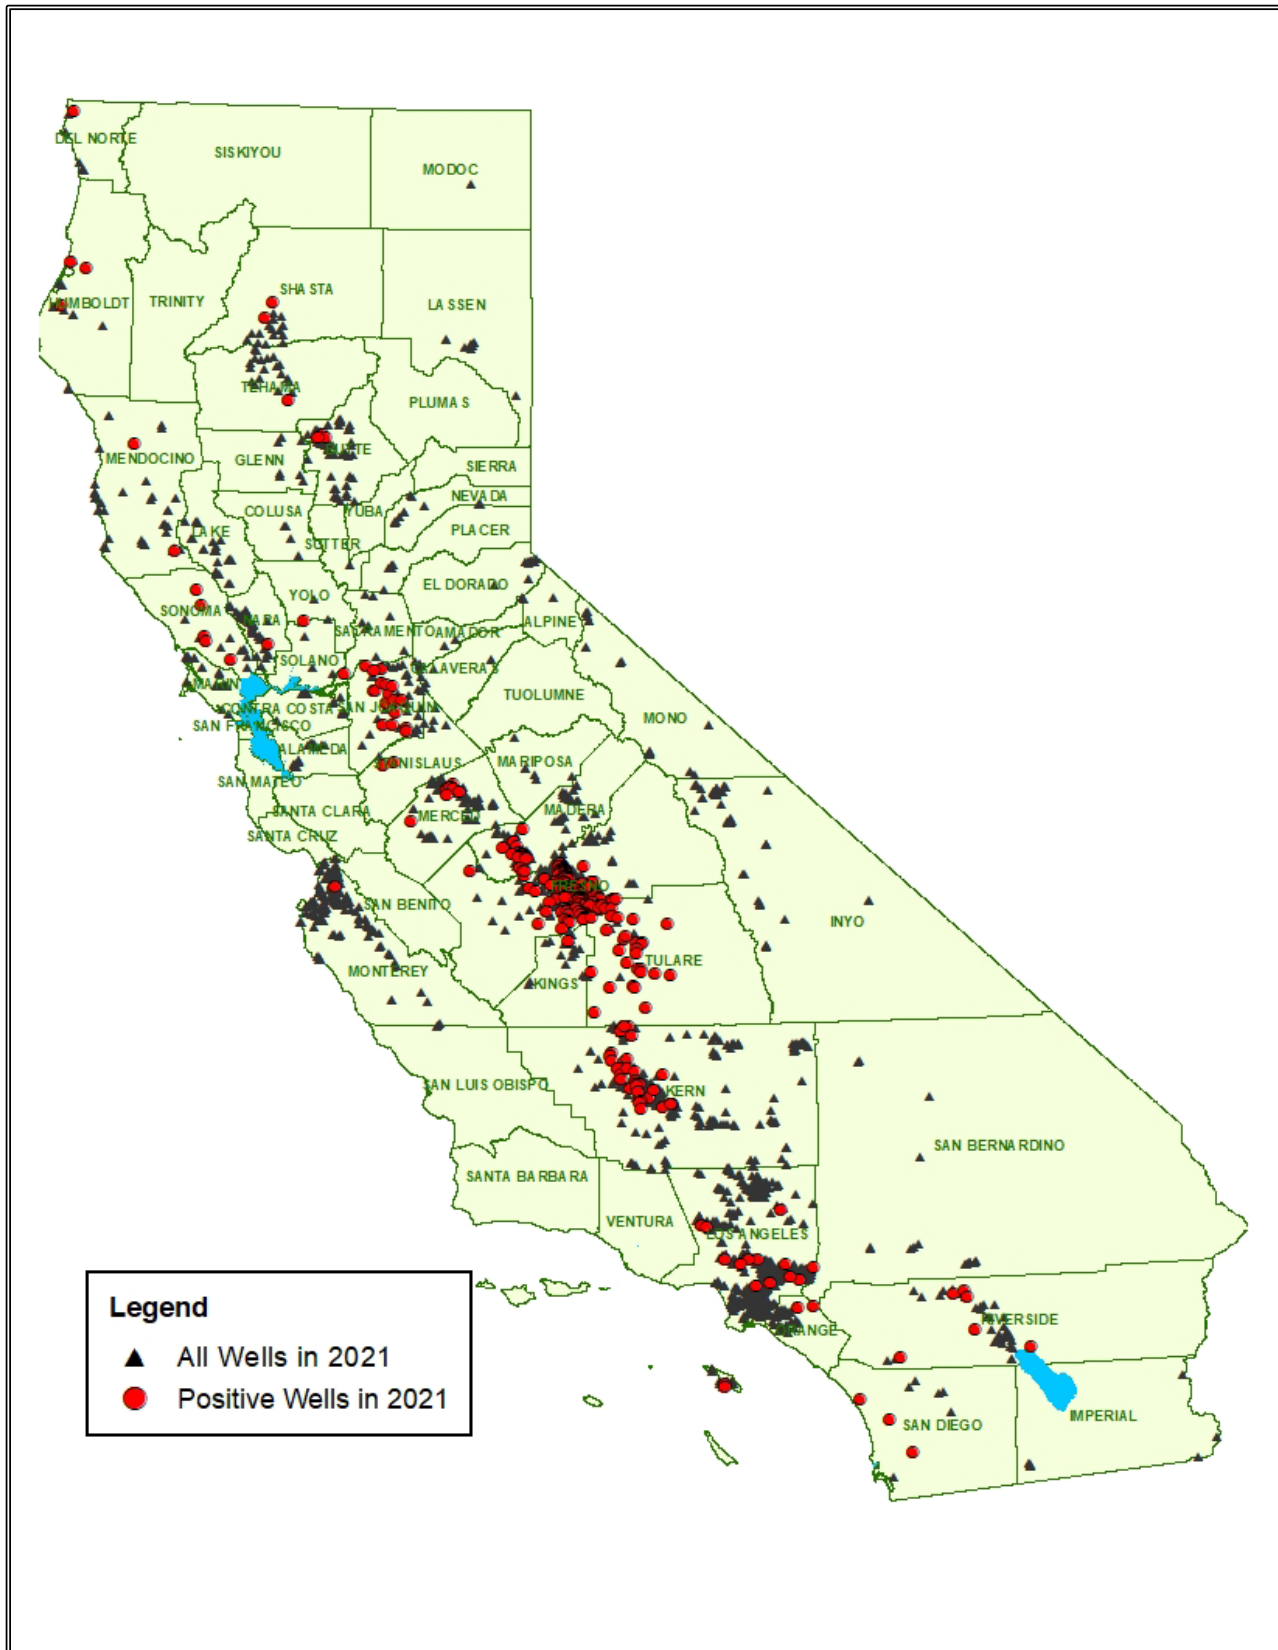 DEL NORTE
SISKIYOU
MODOC
HUMBOLDT
TRINITY
SHASTA
LASSEN
TEHAMA
PLUMAS
MENDOCINO
GLENN
BUTTE
SIERRA
NEVADA
COLUSA
YUBA
PLACER
LAKE
SUTTER
EL DORADO
YOLO
SONOMA
NAPA
SACRAMENTO
AMADOR
ALPINE
SOLANO
CALAVERAS
MARIN
TUOLUMNE
CONTRA COSTA
SAN JOAQUIN
MONO
SAN FRANCISCO
ALAMEDA
STANISLAUS
MARIPOSA
SAN MATEO
SANTA CLARA
MERCED
MADERA
SANTA CRUZ
FRESNO
SAN BENITO
INYO
MONTEREY
TULARE
KINGS
SAN LUIS OBISPO
KERN
SAN BERNARDINO
SANTA BARBARA
VENTURA
LOS ANGELES
ORANGE
RIVERSIDE
SAN DIEGO
IMPERIAL
Legend
All Wells in 2021
Positive Wells in 2021